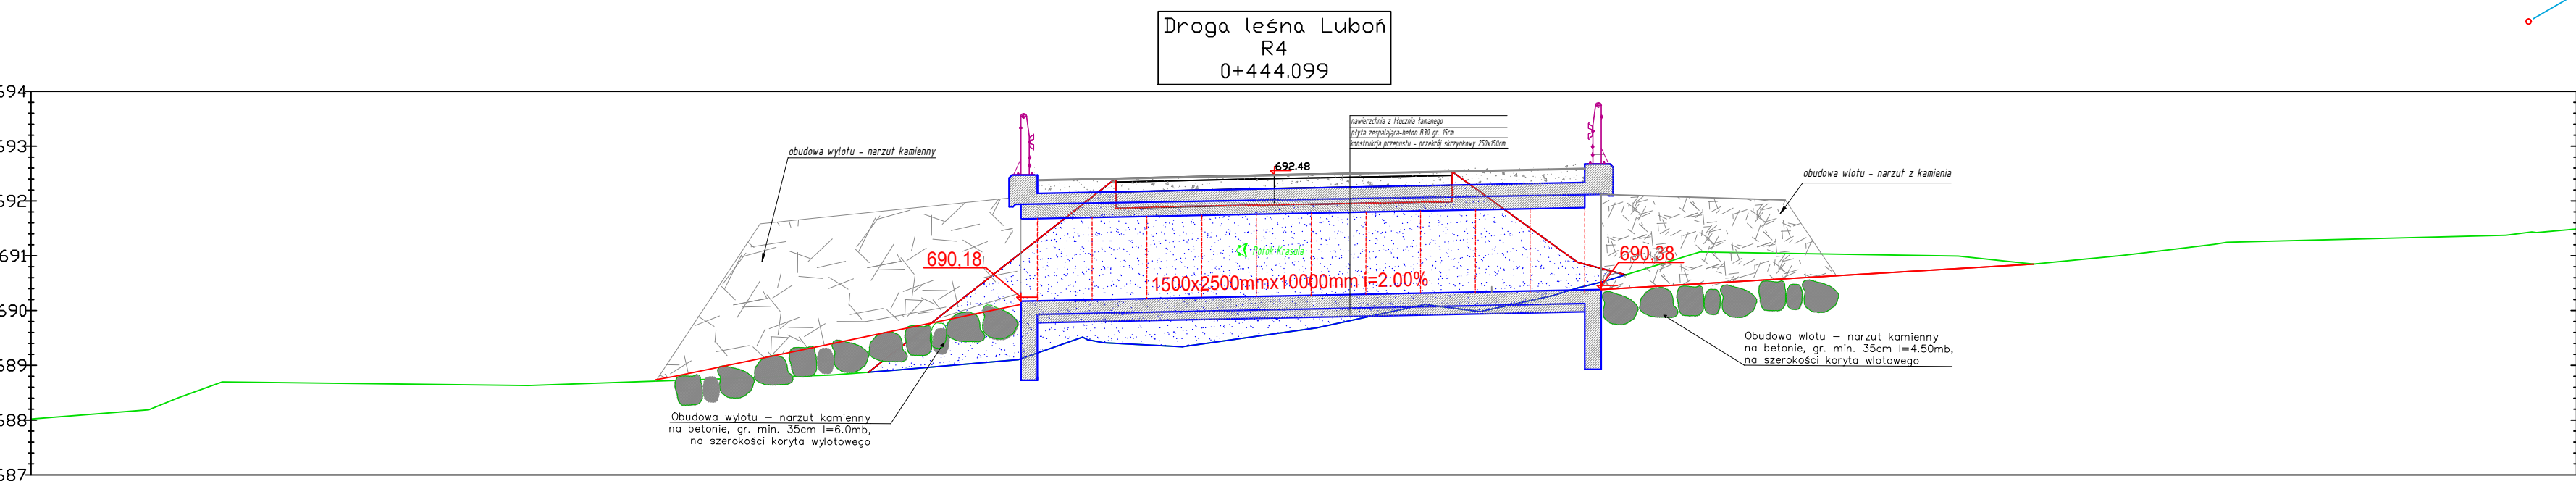 Droga leśna Luboń
R4
0+444.099
694
693
692
691
690
689
688
687
obudowa wylotu - narzut kamienny
nawierzchnia z tłucznia łamanego
płyta zespalająca-beton B30 gr. 15cm
konstrukcja przepustu - przekrój skrzynkowy 250x150cm
692.48
obudowa wlotu - narzut z kamienia
690,18
Potok Krasole
690,38
1500x2500mmx10000mm i=2.00%
Obudowa wlotu – narzut kamienny
na betonie, gr. min. 35cm l=4.50mb,
na szerokości koryta wlotowego
Obudowa wylotu – narzut kamienny
na betonie, gr. min. 35cm l=6.0mb,
na szerokości koryta wylotowego